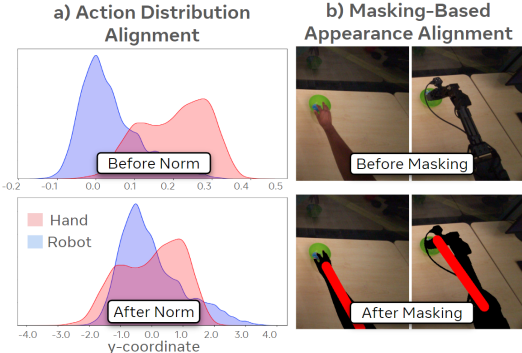 a) Action Distribution
Alignment
b) Masking-Based
Appearance Alignment
Before Norm
-0.2 -0.1 0.0 0.1 0.2 0.3 0.4 0.5
Before Masking
Hand
Robot
After Norm
-4.0 -3.0 -2.0 -1.0 0.0 1.0 2.0 3.0 4.0
y-coordinate
After Masking